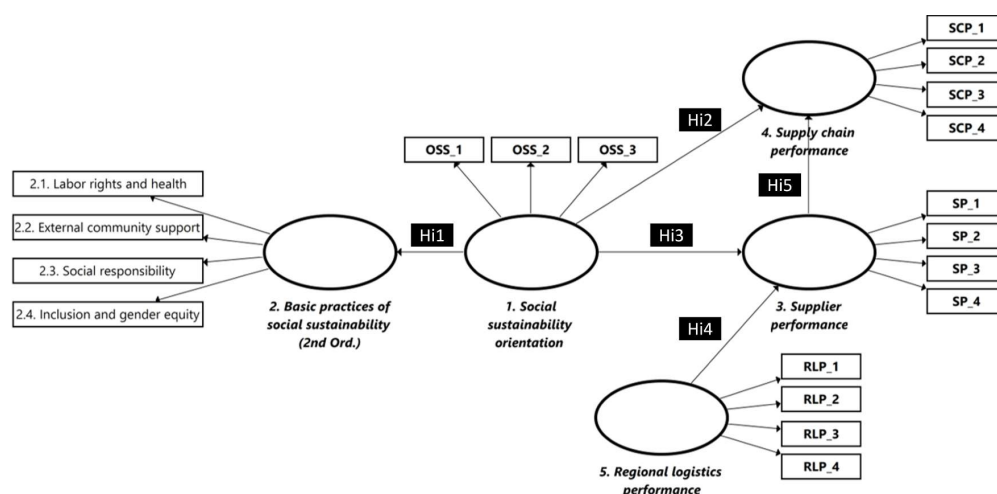 SCP_1
SCP_2
SCP_3
SCP_4
Hi2
4. Supply chain
performance
OSS_1
OSS_2
OSS_3
Hi5
2.1. Labor rights and health
2.2. External community support
2.3. Social responsibility
2.4. Inclusion and gender equity
SP_1
SP_2
SP_3
SP_4
Hi1
Hi3
2. Basic practices of
social sustainability
(2nd Ord.)
1. Social
sustainability
orientation
3. Supplier
performance
Hi4
RLP_1
RLP_2
RLP_3
RLP_4
5. Regional logistics
performance